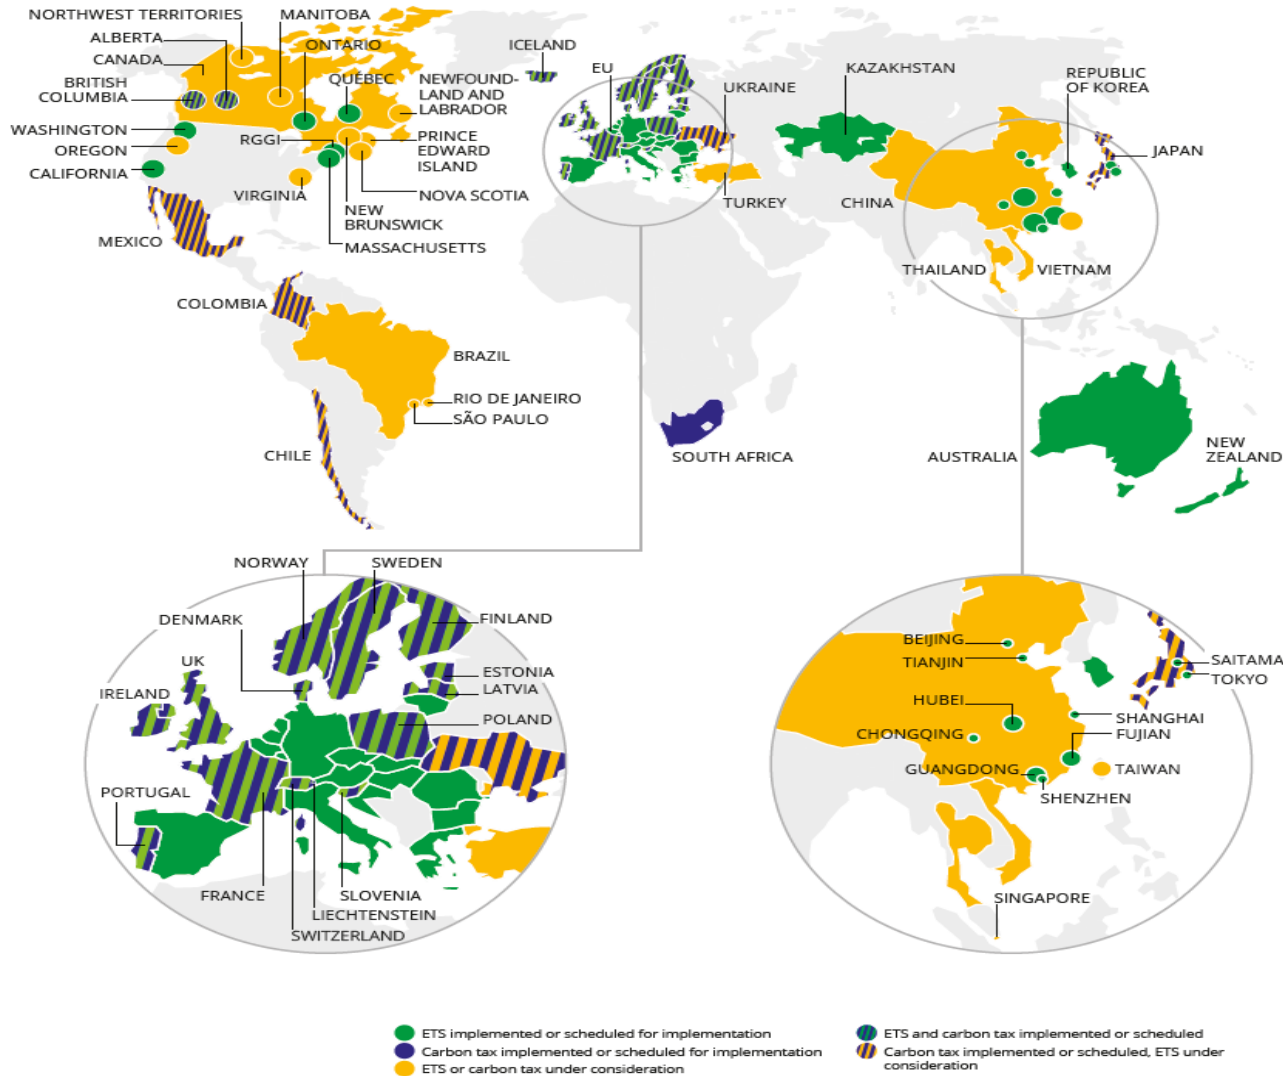 NORTHWEST TERRITORIES
MANITOBA
ALBERTA
ONTARIO
CANADA
BRITISH
COLUMBIA
QUÉBEC
NEWFOUND-
LAND AND
LABRADOR
WASHINGTON
OREGON
RGGI
PRINCE
EDWARD
ISLAND
CALIFORNIA
VIRGINIA
NOVA SCOTIA
NEW
BRUNSWICK
MASSACHUSETTS
MEXICO
ICELAND
EU
UKRAINE
KAZAKHSTAN
REPUBLIC
OF KOREA
JAPAN
TURKEY
CHINA
THAILAND
VIETNAM
COLOMBIA
BRAZIL
RIO DE JANEIRO
SÃO PAULO
CHILE
SOUTH AFRICA
AUSTRALIA
NEW
ZEALAND
NORWAY
SWEDEN
DENMARK
FINLAND
UK
ESTONIA
IRELAND
LATVIA
POLAND
PORTUGAL
FRANCE
SLOVENIA
LIECHTENSTEIN
SWITZERLAND
BEIJING
TIANJIN
SAITAMA
TOKYO
HUBEI
SHANGHAI
CHONGQING
FUJIAN
GUANGDONG
TAIWAN
SHENZHEN
SINGAPORE
ETS implemented or scheduled for implementation
Carbon tax implemented or scheduled for implementation
ETS or carbon tax under consideration
ETS and carbon tax implemented or scheduled
Carbon tax implemented or scheduled, ETS under
consideration